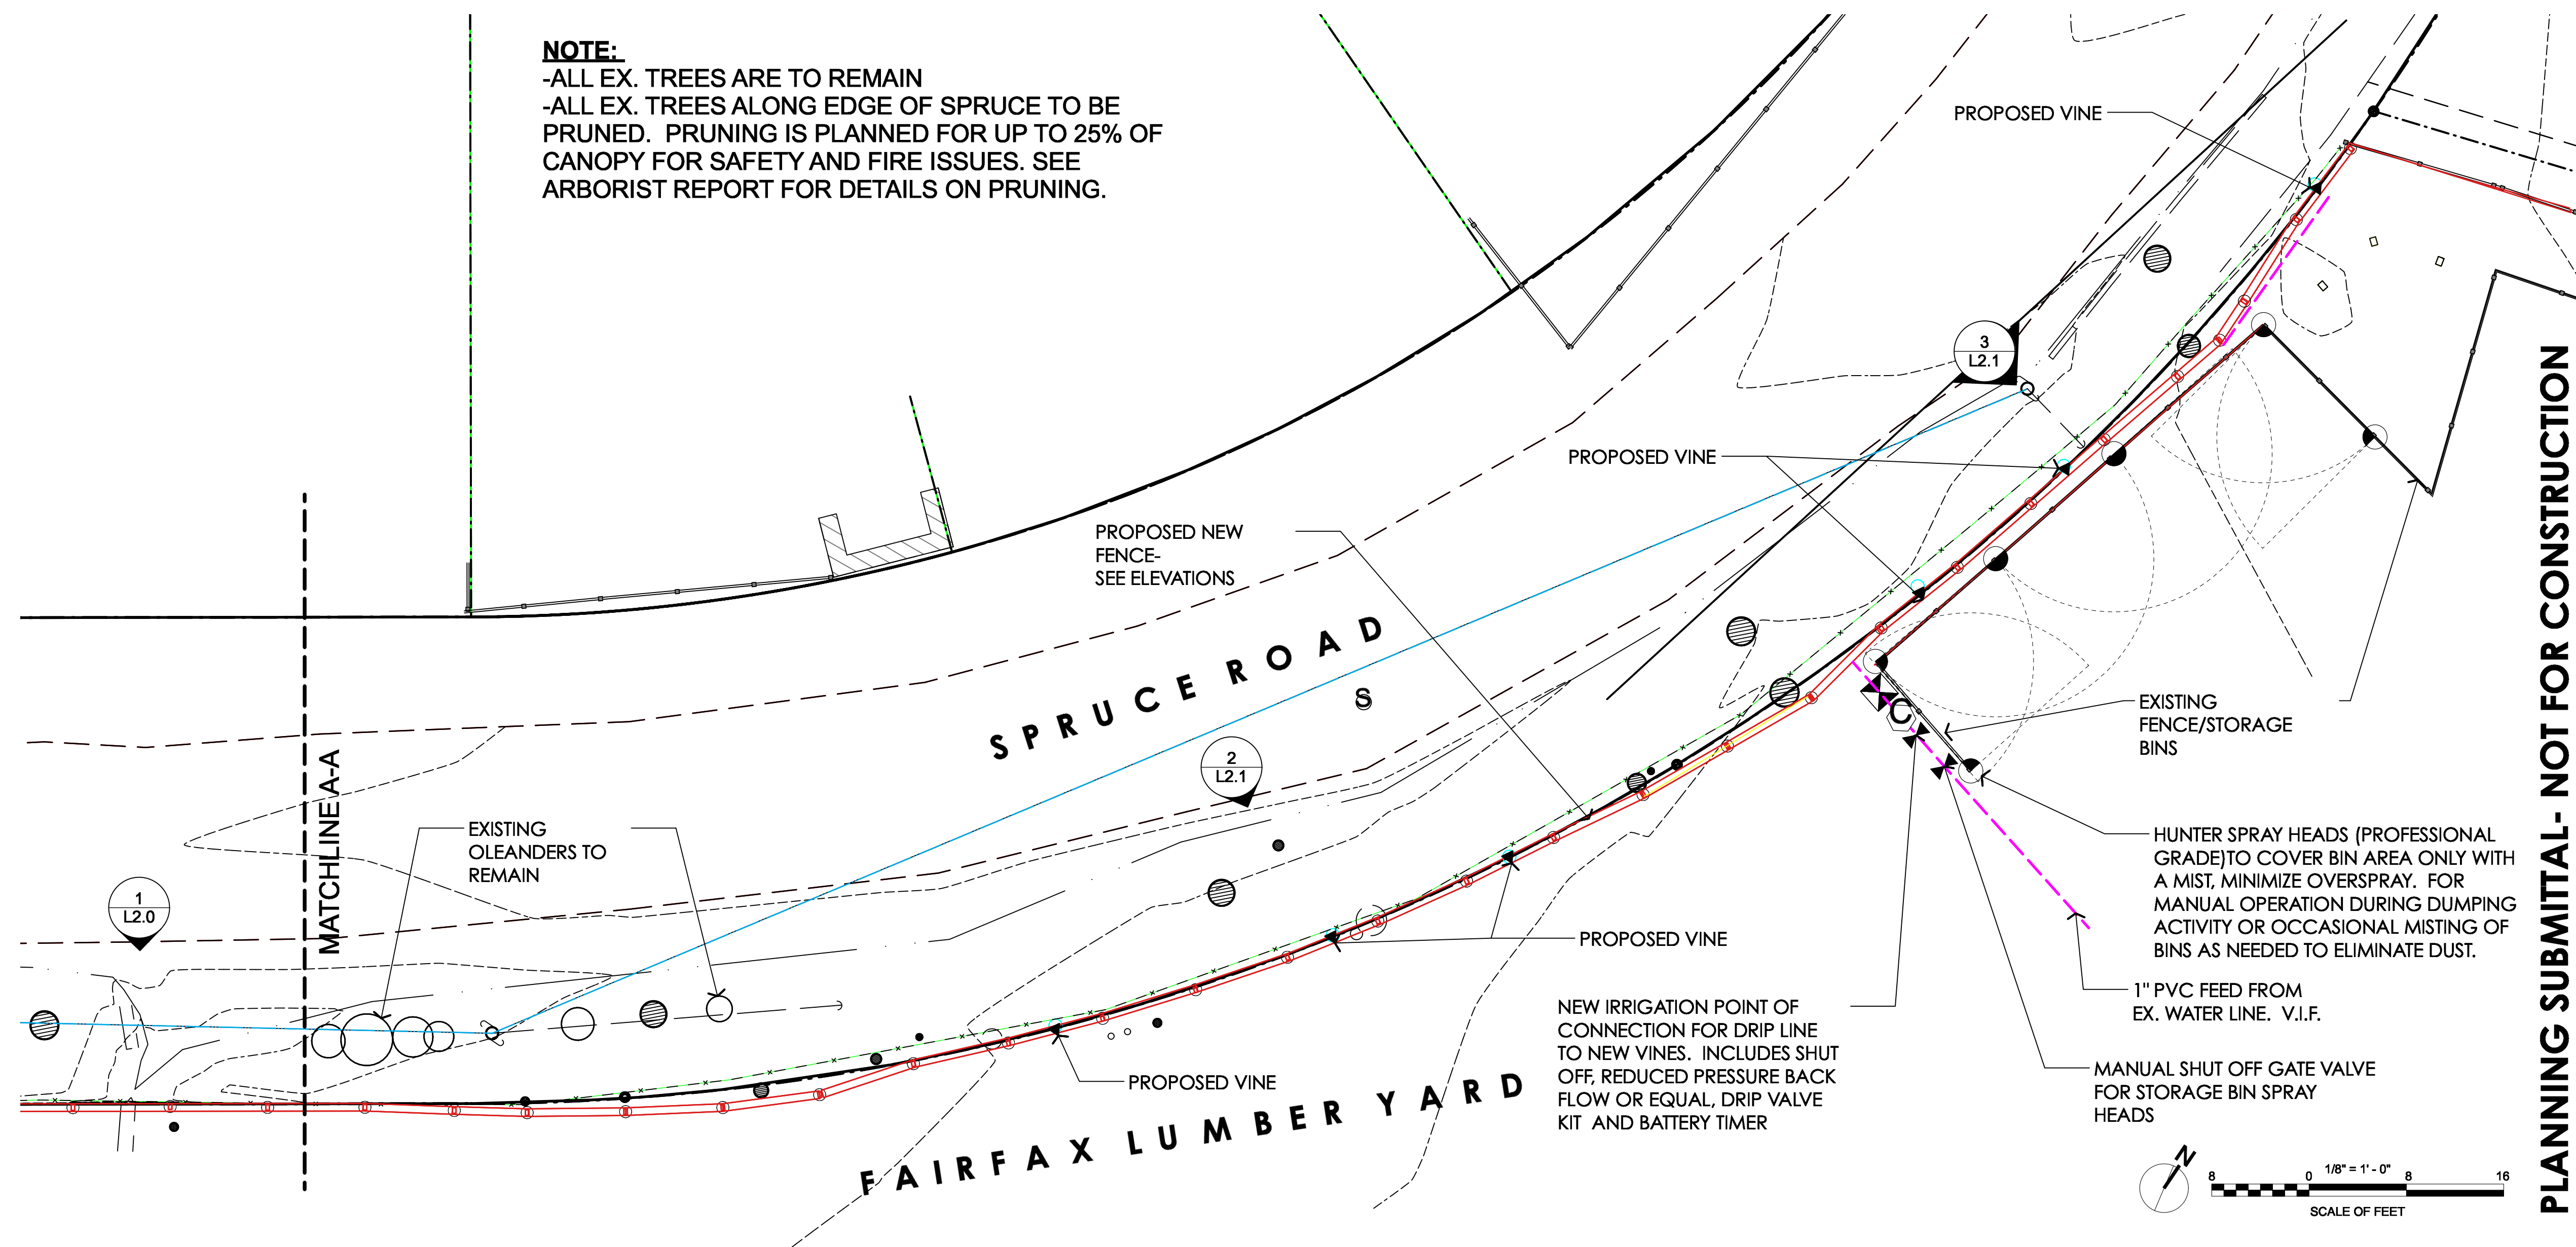 NOTE:
-ALL EX. TREES ARE TO REMAIN
-ALL EX. TREES ALONG EDGE OF SPRUCE TO BE
PRUNED. PRUNING IS PLANNED FOR UP TO 25% OF
CANOPY FOR SAFETY AND FIRE ISSUES. SEE
ARBORIST REPORT FOR DETAILS ON PRUNING.
PROPOSED VINE
3
L2.1
PROPOSED VINE
PROPOSED NEW
FENCE-
SEE ELEVATIONS
SPRUCE ROAD
S
2
L2.1
MATCHLINE A-A
EXISTING
OLEANDERS TO
REMAIN
1
L2.0
C
EXISTING
FENCE/STORAGE
BINS
HUNTER SPRAY HEADS (PROFESSIONAL
GRADE)TO COVER BIN AREA ONLY WITH
A MIST, MINIMIZE OVERSPRAY. FOR
MANUAL OPERATION DURING DUMPING
ACTIVITY OR OCCASIONAL MISTING OF
BINS AS NEEDED TO ELIMINATE DUST.
PROPOSED VINE
1" PVC FEED FROM
EX. WATER LINE. V.I.F.
NEW IRRIGATION POINT OF
CONNECTION FOR DRIP LINE
TO NEW VINES. INCLUDES SHUT
OFF, REDUCED PRESSURE BACK
FLOW OR EQUAL, DRIP VALVE
KIT AND BATTERY TIMER
MANUAL SHUT OFF GATE VALVE
FOR STORAGE BIN SPRAY
HEADS
PROPOSED VINE
FAIRFAX LUMBER YARD
N
1/8" = 1' - 0"
8 0 8 16
SCALE OF FEET
PLANNING SUBMITTAL- NOT FOR CONSTRUCTION